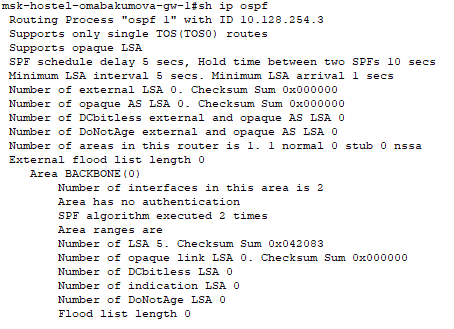 msk-hostel-omabakumova-gw-1#sh ip ospf
Routing Process "ospf 1" with ID 10.128.254.3
Supports only single TOS(TOS0) routes
Supports opaque LSA
SPF schedule delay 5 secs, Hold time between two SPFs 10 secs
Minimum LSA interval 5 secs. Minimum LSA arrival 1 secs
Number of external LSA 0. Checksum Sum 0x000000
Number of opaque AS LSA 0. Checksum Sum 0x000000
Number of DCbitless external and opaque AS LSA 0
Number of DoNotAge external and opaque AS LSA 0
Number of areas in this router is 1. 1 normal 0 stub 0 nssa
External flood list length 0
Area BACKBONE(0)
Number of interfaces in this area is 2
Area has no authentication
SPF algorithm executed 2 times
Area ranges are
Number of LSA 5. Checksum Sum 0x042083
Number of opaque link LSA 0. Checksum Sum 0x000000
Number of DCbitless LSA 0
Number of indication LSA 0
Number of DoNotAge LSA 0
Flood list length 0